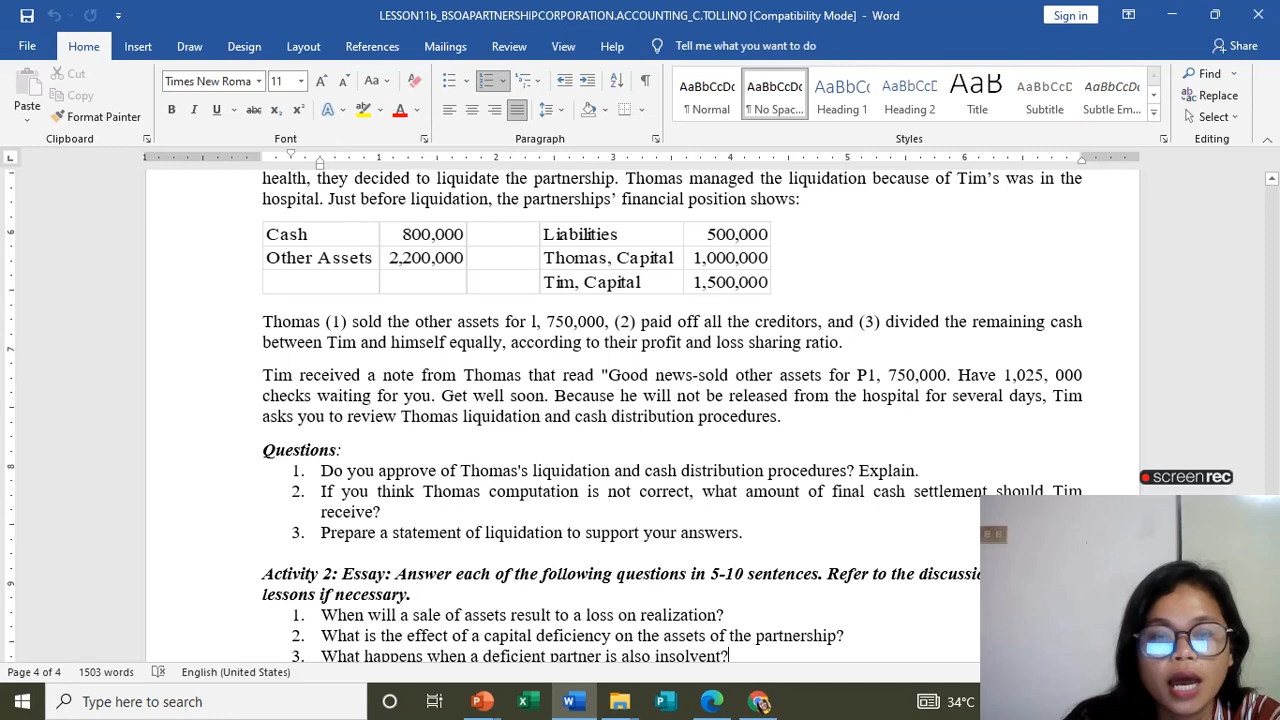 LESSON11b_BSOAPARTNERSHIPCORPORATION.ACCOUNTING_C.TOLLINO [Compatibility Mode] - Word
Sign in
File Home Insert Draw Design Layout References Mailings Review View Help Tell me what you want to do Share
Paste
Cut
Copy
Format Painter
Clipboard
Times New Roma 11
Font
Paragraph
AaBbCcDc AaBbCcDc AaBbCc AaBbCcC AaB AaBbCcC AaBbCcDc
¶ Normal ¶ No Spac... Heading 1 Heading 2 Title Subtitle Subtle Em...
Styles
Find
Replace
Select
Editing
1 1 2 3 4 5 6 7
6
7
8
9
health, they decided to liquidate the partnership. Thomas managed the liquidation because of Tim's was in the
hospital. Just before liquidation, the partnerships' financial position shows:
Cash 800,000 Liabilities 500,000
Other Assets 2,200,000 Thomas, Capital 1,000,000
Tim, Capital 1,500,000
Thomas (1) sold the other assets for l, 750,000, (2) paid off all the creditors, and (3) divided the remaining cash
between Tim and himself equally, according to their profit and loss sharing ratio.
Tim received a note from Thomas that read "Good news-sold other assets for P1, 750,000. Have 1,025, 000
checks waiting for you. Get well soon. Because he will not be released from the hospital for several days, Tim
asks you to review Thomas liquidation and cash distribution procedures.
Questions:
1. Do you approve of Thomas's liquidation and cash distribution procedures? Explain.
2. If you think Thomas computation is not correct, what amount of final cash settlement should Tim
receive?
3. Prepare a statement of liquidation to support your answers.
Activity 2: Essay: Answer each of the following questions in 5-10 sentences. Refer to the
lessons if necessary.
1. When will a sale of assets result to a loss on realization?
2. What is the effect of a capital deficiency on the assets of the partnership?
3. What happens when a deficient partner is also insolvent?
screenrec
Page 4 of 4 1503 words English (United States)
Type here to search
34°C